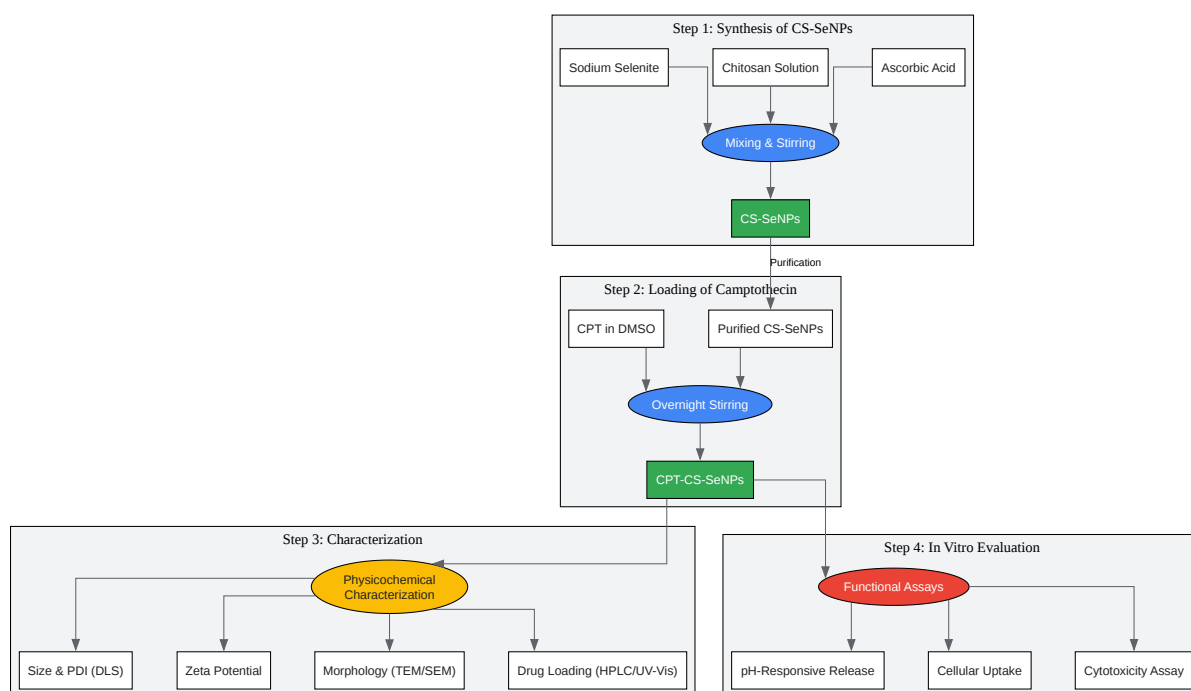 Step 1: Synthesis of CS-SeNPs
Sodium Selenite
Chitosan Solution
Ascorbic Acid
Mixing & Stirring
CS-SeNPs
Purification
Step 2: Loading of Camptothecin
CPT in DMSO
Purified CS-SeNPs
Overnight Stirring
CPT-CS-SeNPs
Step 3: Characterization
Physicochemical
Characterization
Size & PDI (DLS)
Zeta Potential
Morphology (TEM/SEM)
Drug Loading (HPLC/UV-Vis)
Step 4: In Vitro Evaluation
Functional Assays
pH-Responsive Release
Cellular Uptake
Cytotoxicity Assay